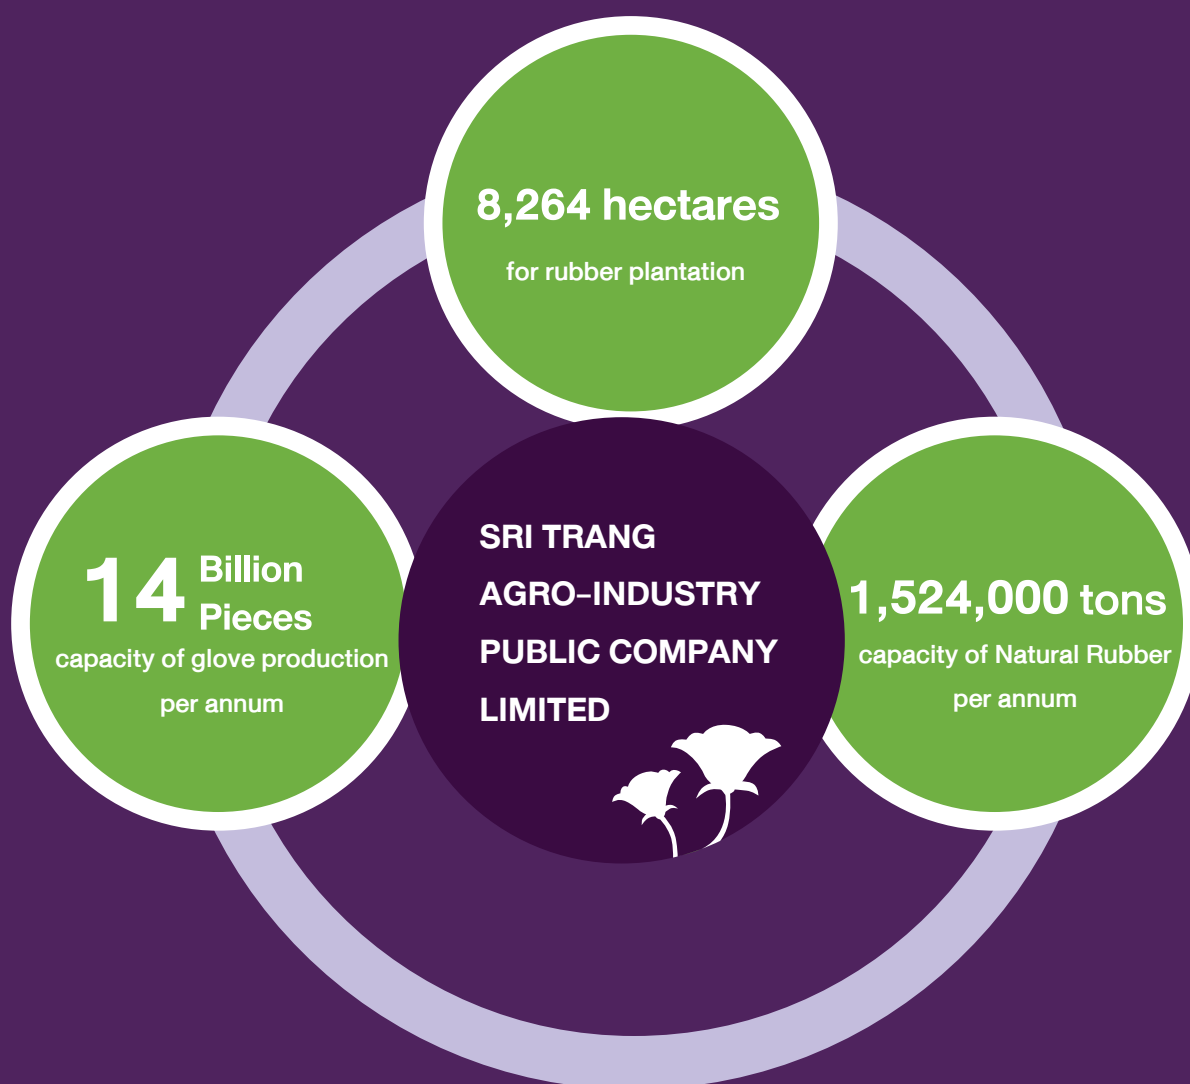 8,264 hectares
for rubber plantation
14 Billion
Pieces
capacity of glove production
per annum
SRI TRANG
AGRO–INDUSTRY
PUBLIC COMPANY
LIMITED
1,524,000 tons
capacity of Natural Rubber
per annum